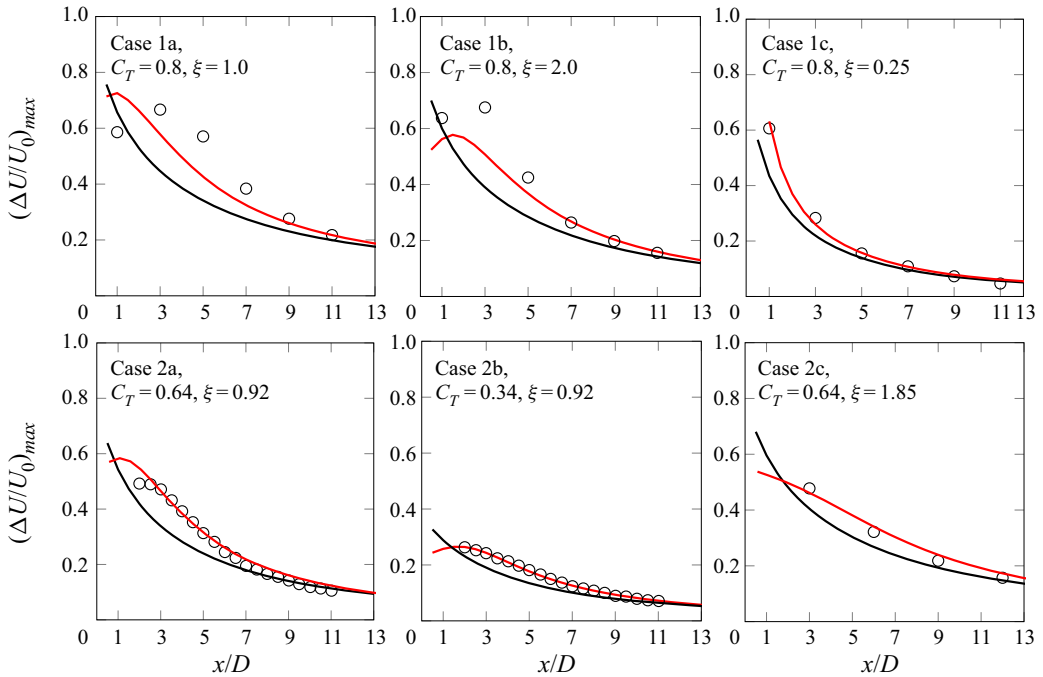 1.0
0.8
0.6
0.4
0.2
0
1 3 5 7 9 11 13
(ΔU/U₀)max
Case 1a,
C_T = 0.8, ξ = 1.0
1.0
0.8
0.6
0.4
0.2
0
1 3 5 7 9 11 13
Case 1b,
C_T = 0.8, ξ = 2.0
1.0
0.8
0.6
0.4
0.2
0
1 3 5 7 9 11 13
Case 1c,
C_T = 0.8, ξ = 0.25
1.0
0.8
0.6
0.4
0.2
0
1 3 5 7 9 11 13
(ΔU/U₀)max
x/D
Case 2a,
C_T = 0.64, ξ = 0.92
1.0
0.8
0.6
0.4
0.2
0
1 3 5 7 9 11 13
x/D
Case 2b,
C_T = 0.34, ξ = 0.92
1.0
0.8
0.6
0.4
0.2
0
1 3 5 7 9 11 13
x/D
Case 2c,
C_T = 0.64, ξ = 1.85